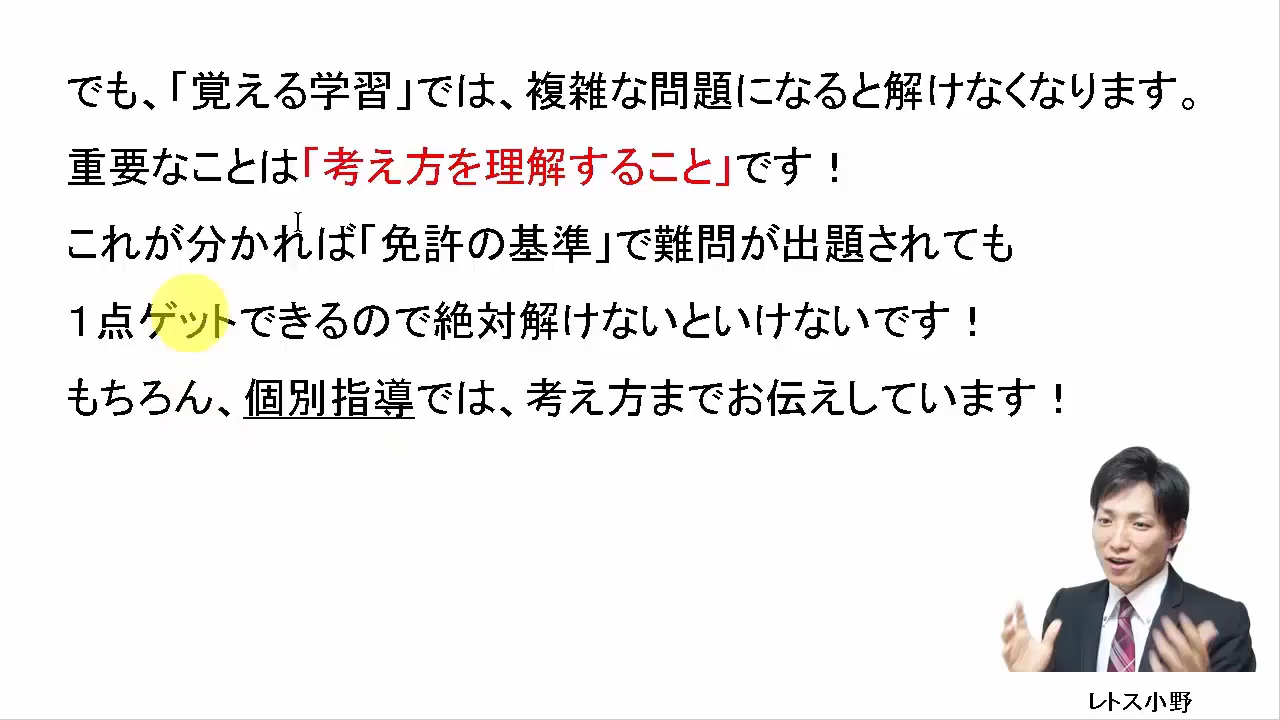 でも、「覚える学習」では、複雑な問題になると解けなくなります。
重要なことは「考え方を理解すること」です！
これが分かれば「免許の基準」で難問が出題されても
１点ゲットできるので絶対解けないといけないです！
もちろん、個別指導では、考え方までお伝えしています！
レトス小野